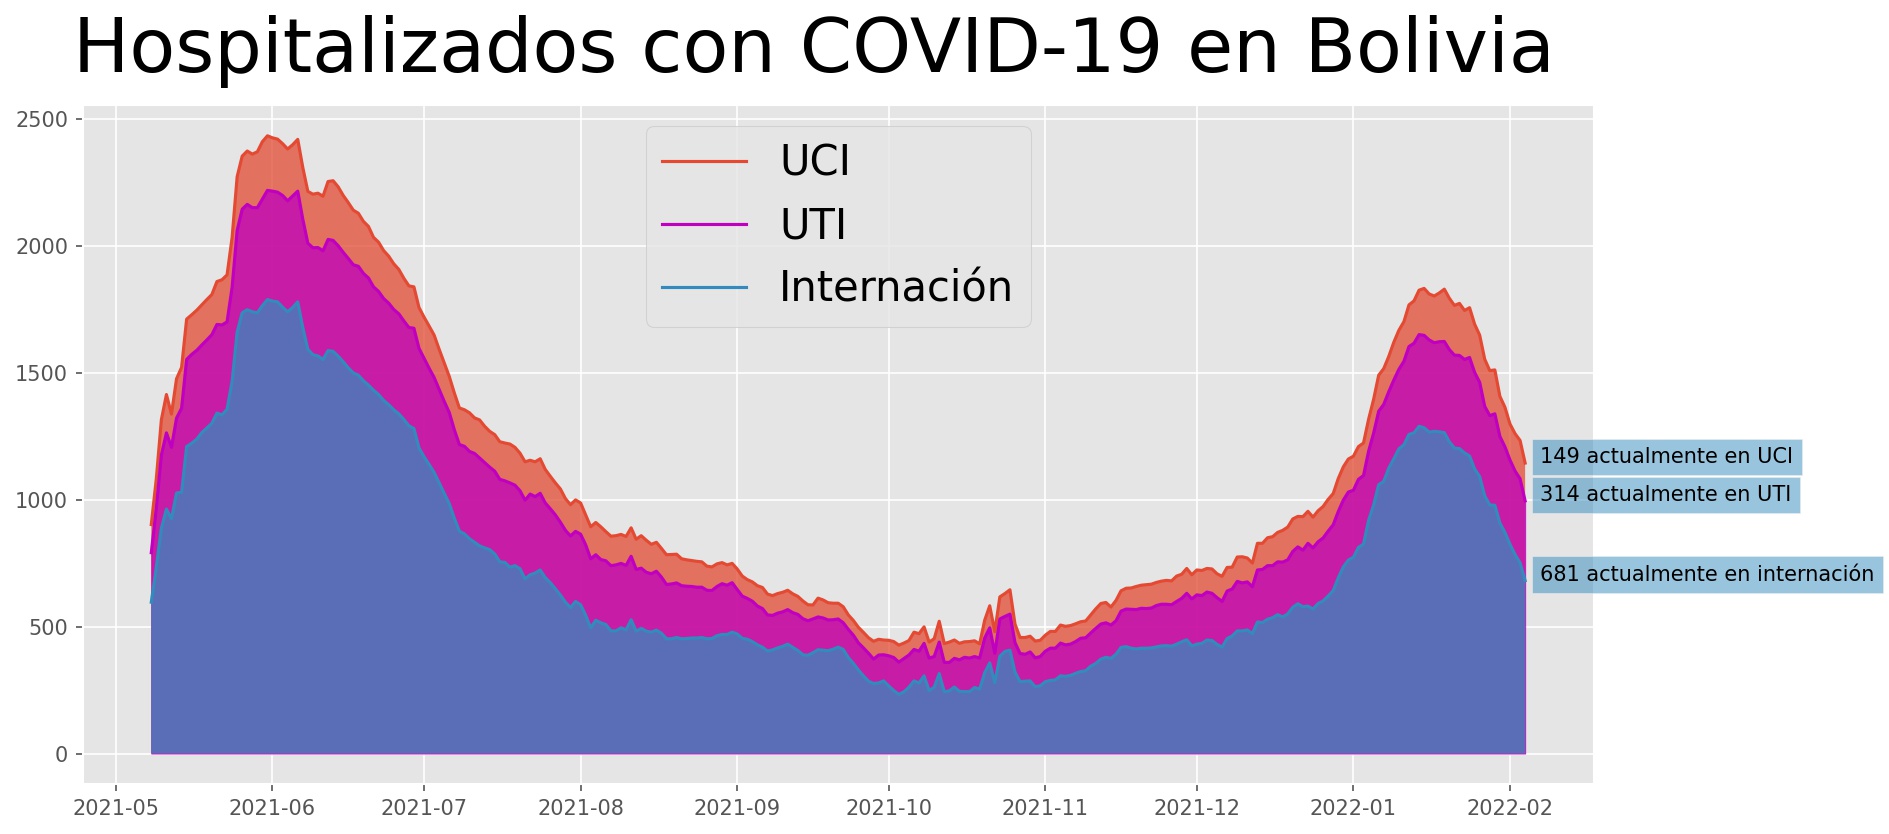 Hospitalizados con COVID-19 en Bolivia
2500
2000
1500
1000
500
0
UCI
UTI
Internación
149 actualmente en UCI
314 actualmente en UTI
681 actualmente en internación
2021-05 2021-06 2021-07 2021-08 2021-09 2021-10 2021-11 2021-12 2022-01 2022-02